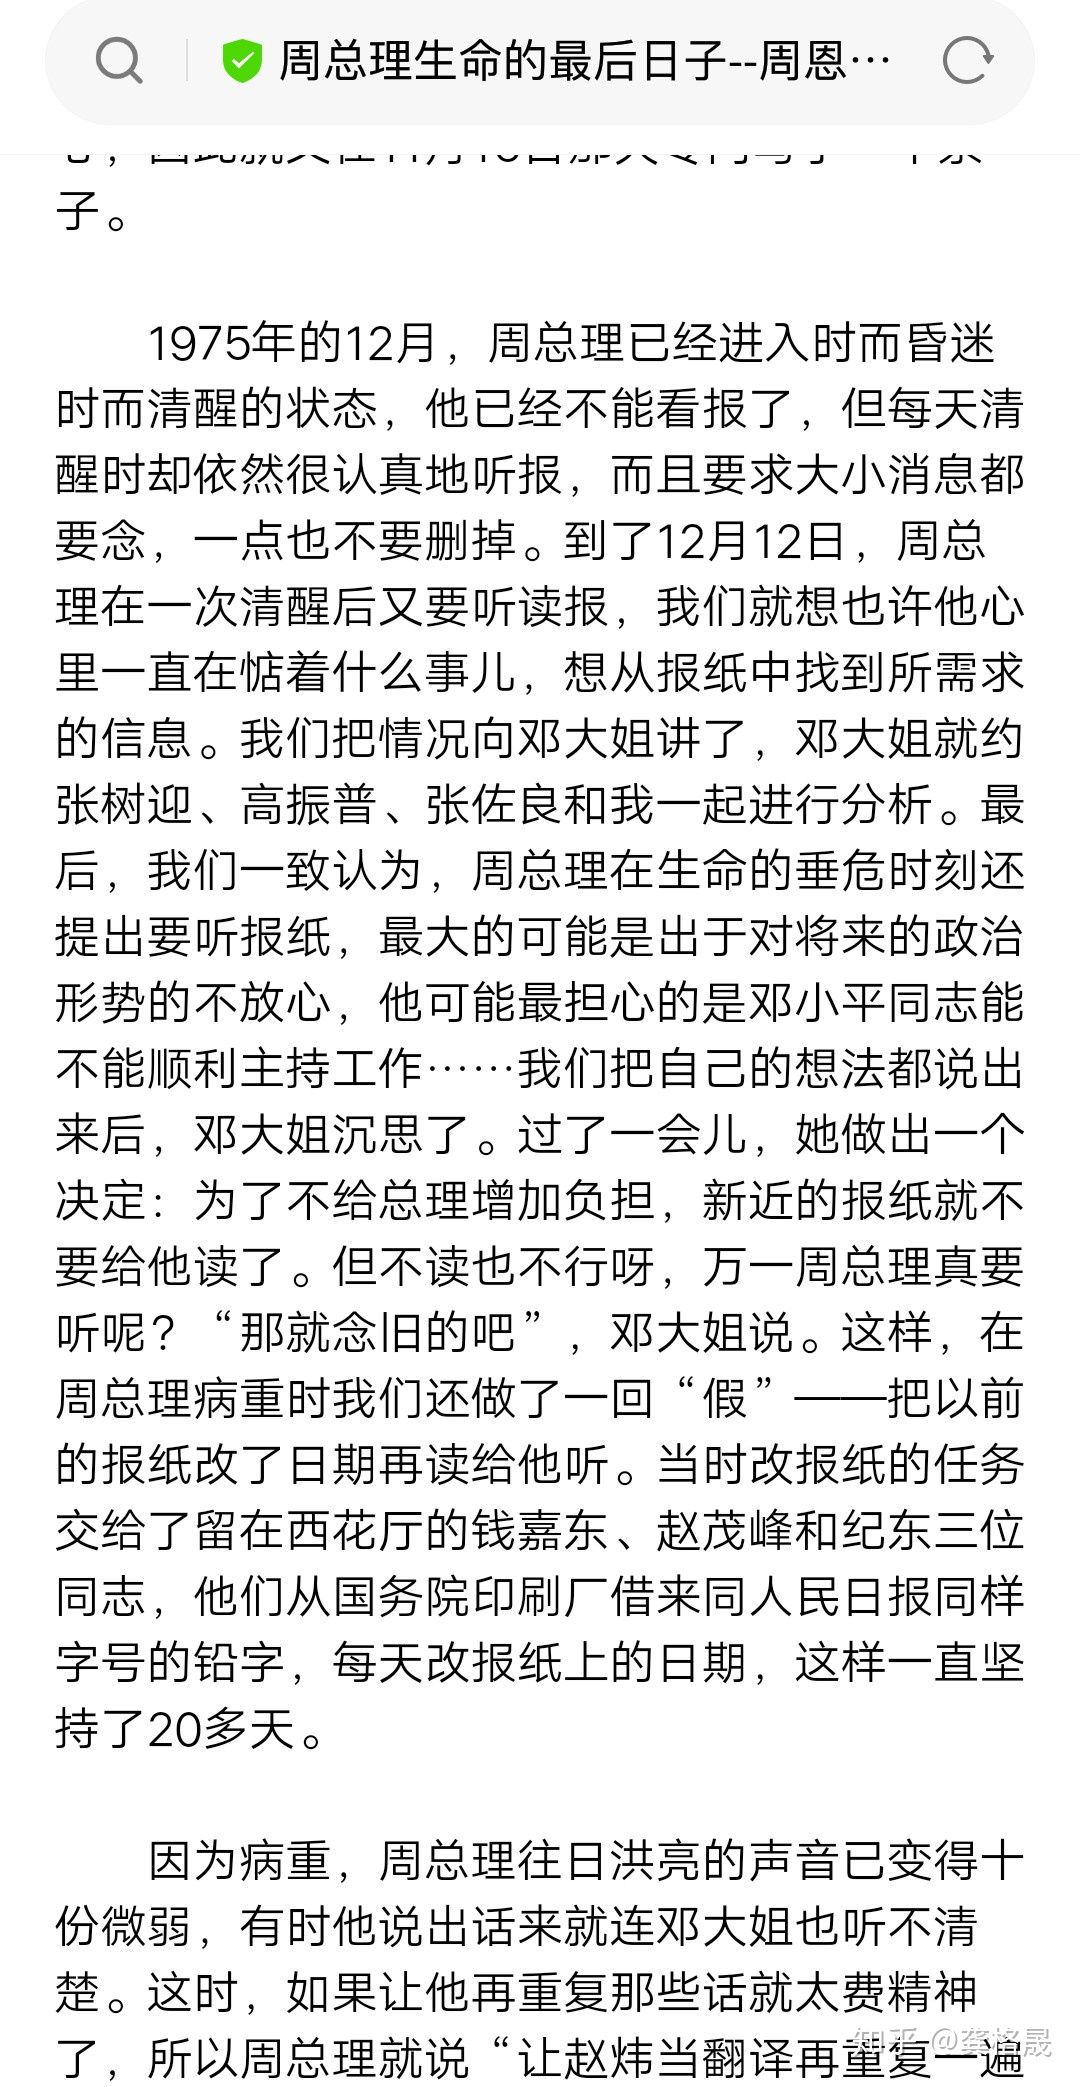 周总理生命的最后日子--周恩…
子。
1975年的12月，周总理已经进入时而昏迷
时而清醒的状态，他已经不能看报了，但每天清
醒时却依然很认真地听报，而且要求大小消息都
要念，一点也不要删掉。到了12月12日，周总
理在一次清醒后又要听读报，我们就想也许他心
里一直在惦着什么事儿，想从报纸中找到所需求
的信息。我们把情况向邓大姐讲了，邓大姐就约
张树迎、高振普、张佐良和我一起进行分析。最
后，我们一致认为，周总理在生命的垂危时刻还
提出要听报纸，最大的可能是出于对将来的政治
形势的不放心，他可能最担心的是邓小平同志能
不能顺利主持工作……我们把自己的想法都说出
来后，邓大姐沉思了。过了一会儿，她做出一个
决定：为了不给总理增加负担，新近的报纸就不
要给他读了。但不读也不行呀，万一周总理真要
听呢？“那就念旧的吧”，邓大姐说。这样，在
周总理病重时我们还做了一回“假”——把以前
的报纸改了日期再读给他听。当时改报纸的任务
交给了留在西花厅的钱嘉东、赵茂峰和纪东三位
同志，他们从国务院印刷厂借来同人民日报同样
字号的铅字，每天改报纸上的日期，这样一直坚
持了20多天。
因为病重，周总理往日洪亮的声音已变得十
份微弱，有时他说出话来就连邓大姐也听不清
楚。这时，如果让他再重复那些话就太费精神
了，所以周总理就说“让赵炜当翻译再重复一遍
知乎 @龚格晟